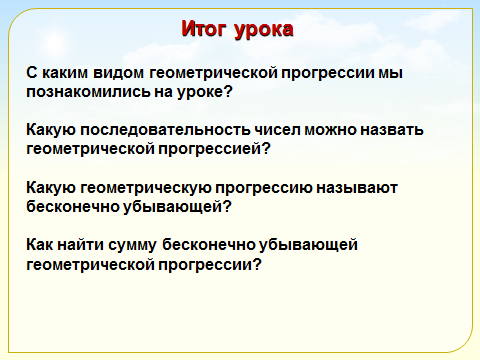 Итог урока
С каким видом геометрической прогрессии мы
познакомились на уроке?
Какую последовательность чисел можно назвать
геометрической прогрессией?
Какую геометрическую прогрессию называют
бесконечно убывающей?
Как найти сумму бесконечно убывающей
геометрической прогрессии?